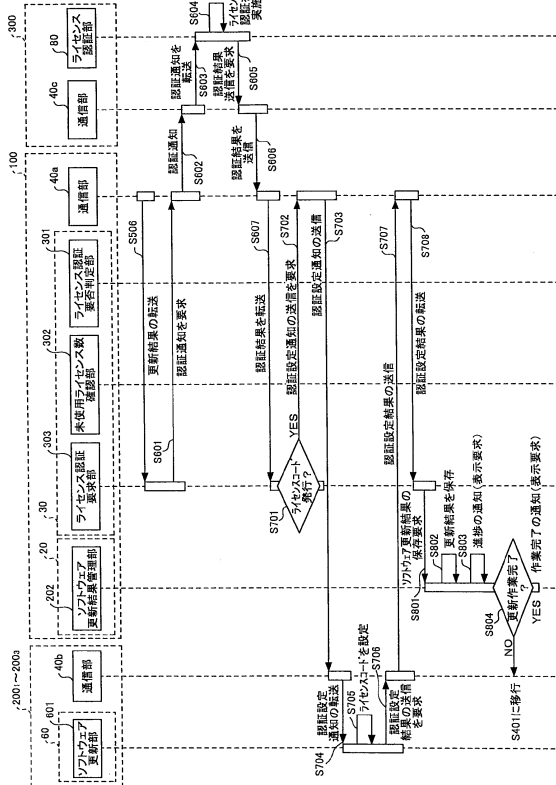 300
80
ライセンス
認証部
40c
通信部
100
40a
通信部
301
ライセンス認証
要否判定部
302
未使用ライセンス数
確認部
303
ライセンス認証
要求部
30
20
202
ソフトウェア
更新結果管理部
200₁~200₃
40b
通信部
60
601
ソフトウェア
更新部
S506
更新結果の転送
認証通知を要求
S601
認証通知
S602
認証通知を
転送
S603
S604
ライセンス
認証を
実施
認証結果
送信を要求
S605
認証結果を
送信
S606
認証結果を転送
S607
ライセンスコード
発行?
S701
YES
認証設定通知の送信を要求
S702
認証設定通知の送信
S703
認証設定
通知の転送
S704
S705
ライセンスコードを設定
認証設定
結果の送信
を要求
S706
認証設定結果の送信
S707
認証設定結果の転送
S708
ソフトウェア更新結果の
保存要求
S801
S802
更新結果を保存
S803
進捗の通知(表示要求)
更新作業完了
?
S804
NO
S401に移行
YES
作業完了の通知(表示要求)